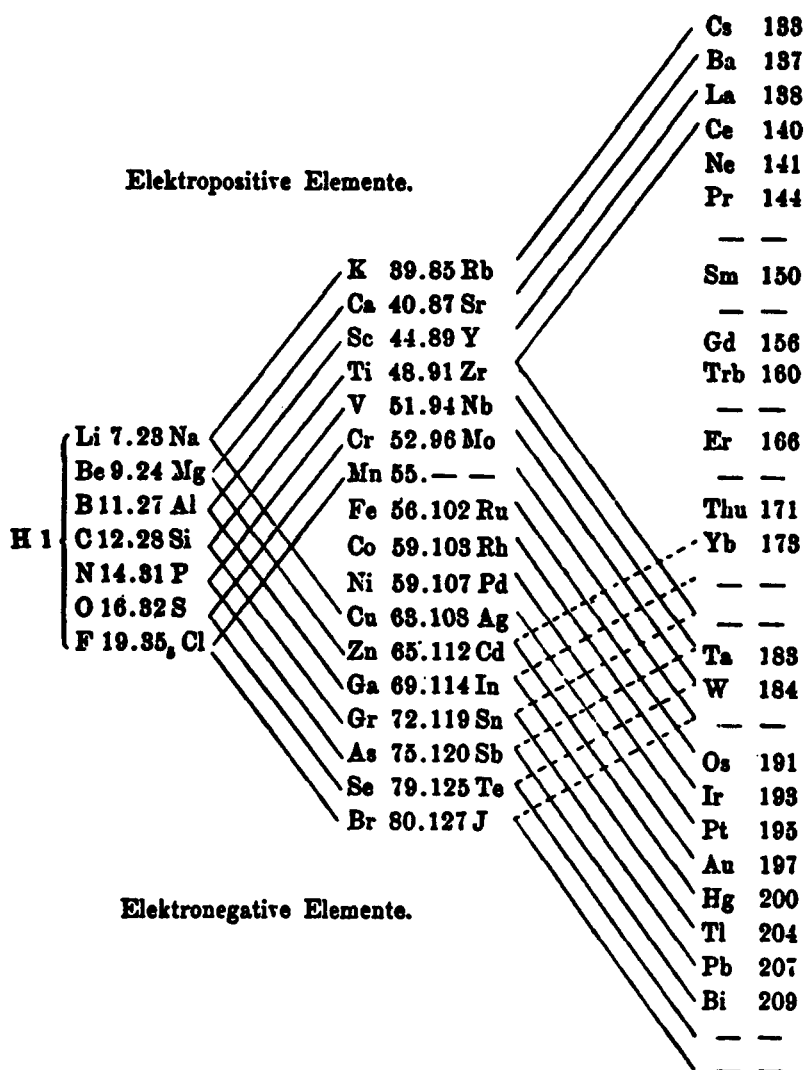 Elektropositive Elemente.
H 1
Li 7.23 Na
Be 9.24 Mg
B 11.27 Al
C 12.28 Si
N 14.31 P
O 16.32 S
F 19.35,5 Cl
K 39.85 Rb
Ca 40.87 Sr
Sc 44.89 Y
Ti 48.91 Zr
V 51.94 Nb
Cr 52.96 Mo
Mn 55.— —
Fe 56.102 Ru
Co 59.103 Rh
Ni 59.107 Pd
Cu 63.108 Ag
Zn 65.112 Cd
Ga 69.114 In
Gr 72.119 Sn
As 75.120 Sb
Se 79.125 Te
Br 80.127 J
Cs 133
Ba 137
La 138
Ce 140
Ne 141
Pr 144
— —
Sm 150
— —
Gd 156
Trb 160
— —
Er 166
— —
Thu 171
Yb 173
— —
— —
Ta 183
W 184
— —
Os 191
Ir 193
Pt 195
Au 197
Hg 200
Tl 204
Pb 207
Bi 209
— —
— —
Elektronegative Elemente.